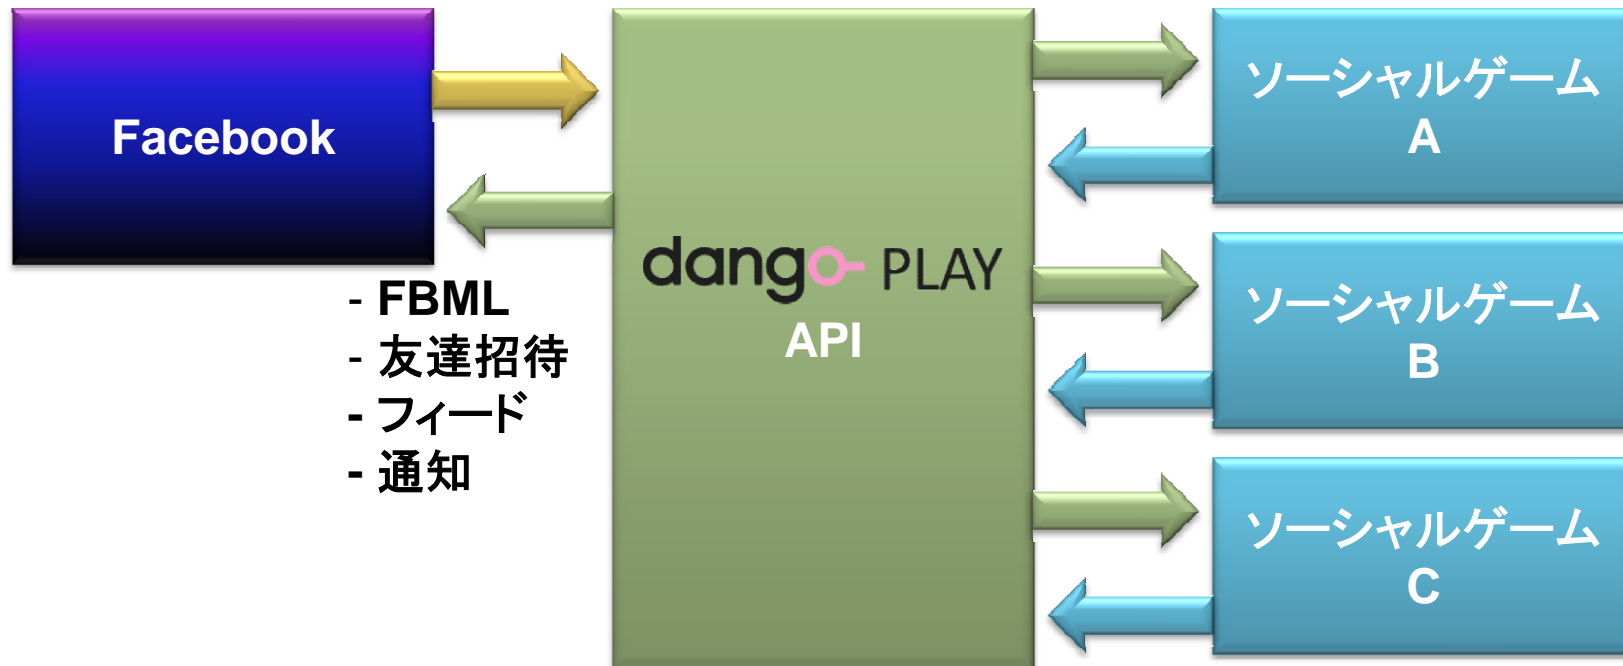 Facebook
- FBML
- 友達招待
- フィード
- 通知
dango PLAY
API
ソーシャルゲーム
A
ソーシャルゲーム
B
ソーシャルゲーム
C